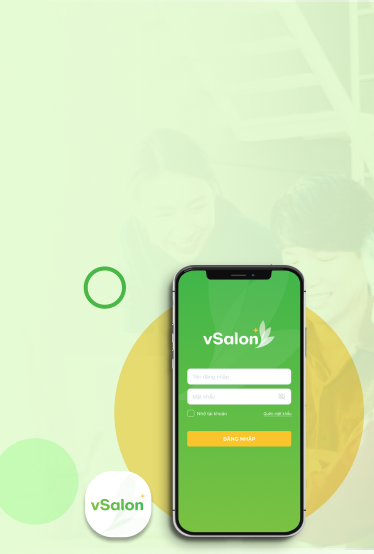 vSalon
Tên đăng nhập
Mật khẩu
Nhớ tài khoản
Quên mật khẩu
ĐĂNG NHẬP
vSalon